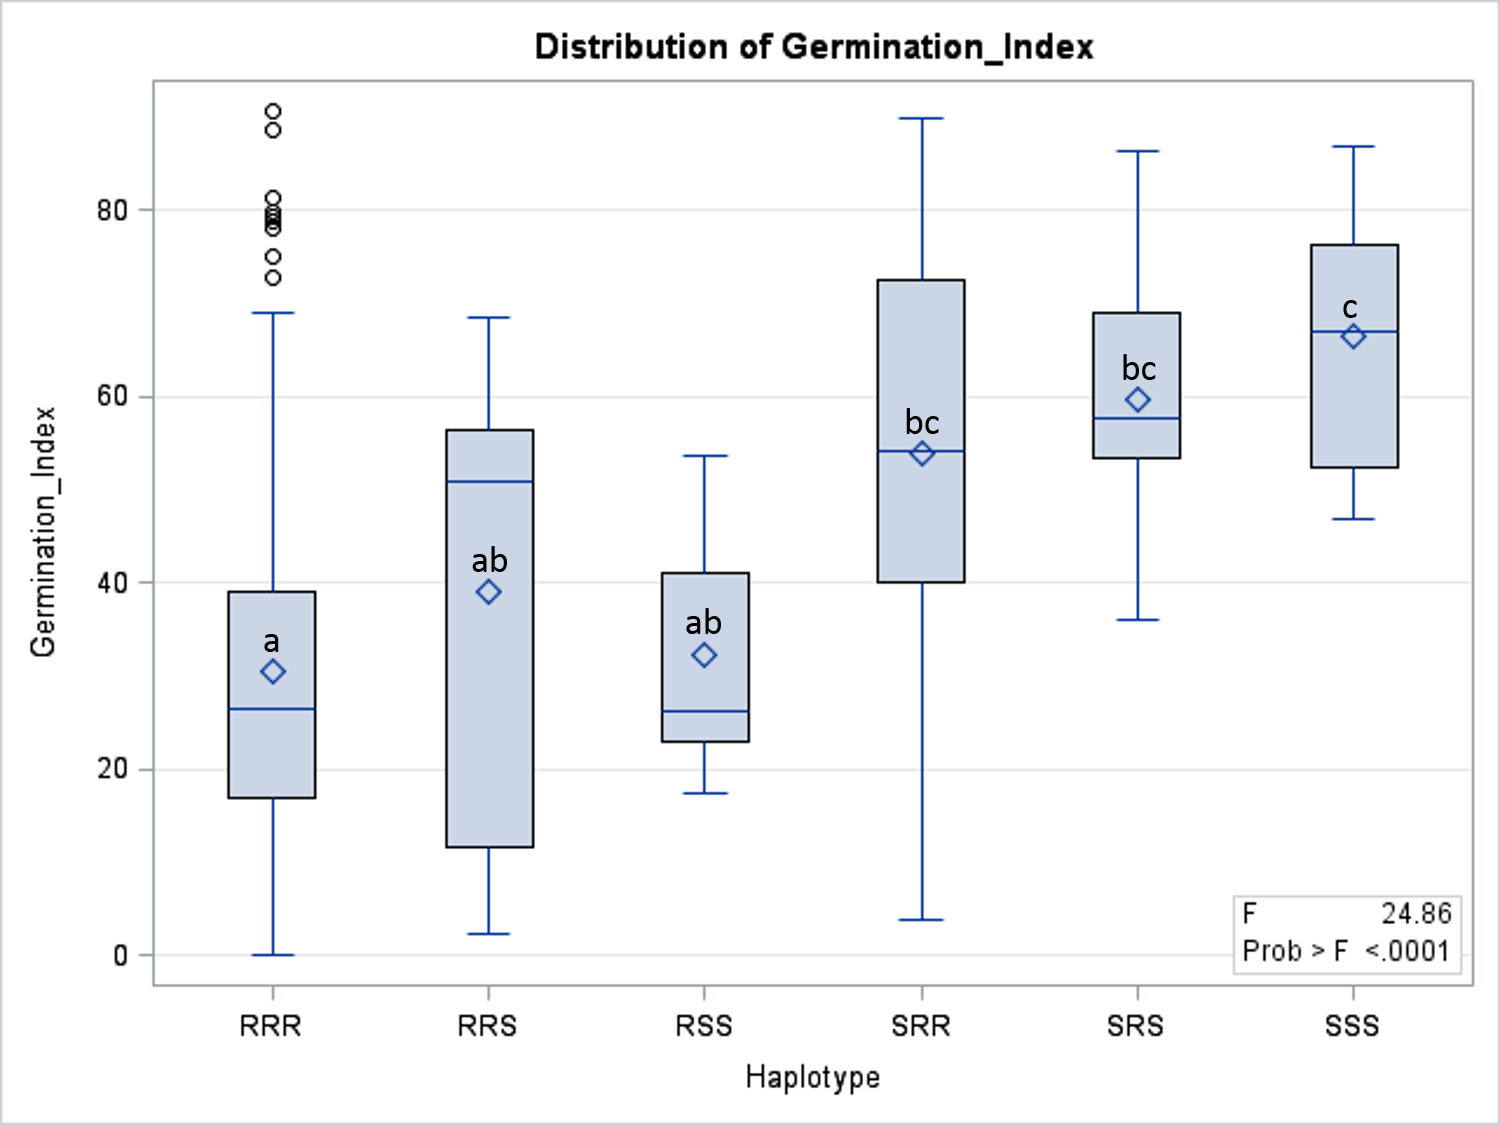 Distribution of Germination_Index
Germination_Index
80
60
40
20
0
a
ab
ab
bc
bc
c
F 24.86
Prob > F <.0001
RRR RRS RSS SRR SRS SSS
Haplotype